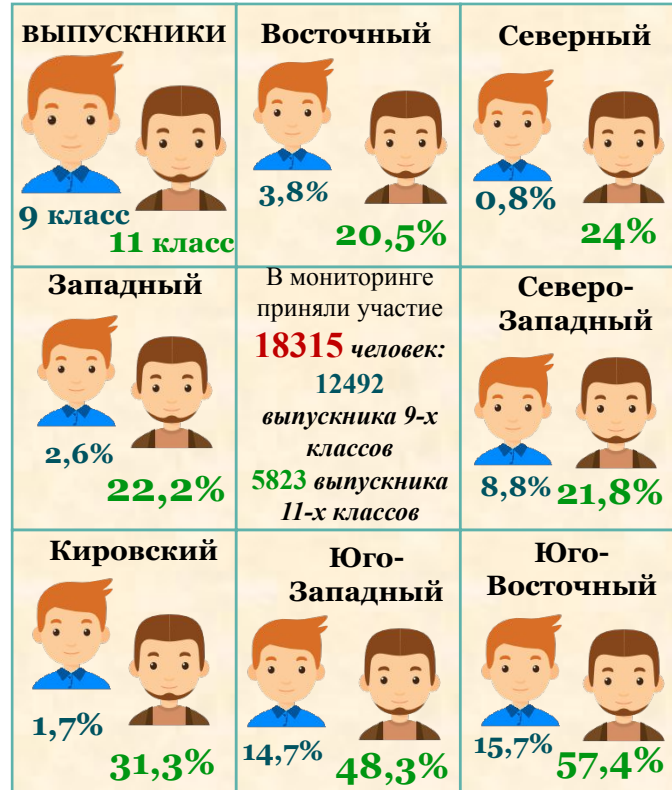 ВЫПУСКНИКИ
9 класс
11 класс
Восточный
3,8%
20,5%
Северный
0,8%
24%
Западный
2,6%
22,2%
В мониторинге
приняли участие
18315 человек:
12492
выпускника 9-х
классов
5823 выпускника
11-х классов
Северо-
Западный
8,8%
21,8%
Кировский
1,7%
31,3%
Юго-
Западный
14,7%
48,3%
Юго-
Восточный
15,7%
57,4%